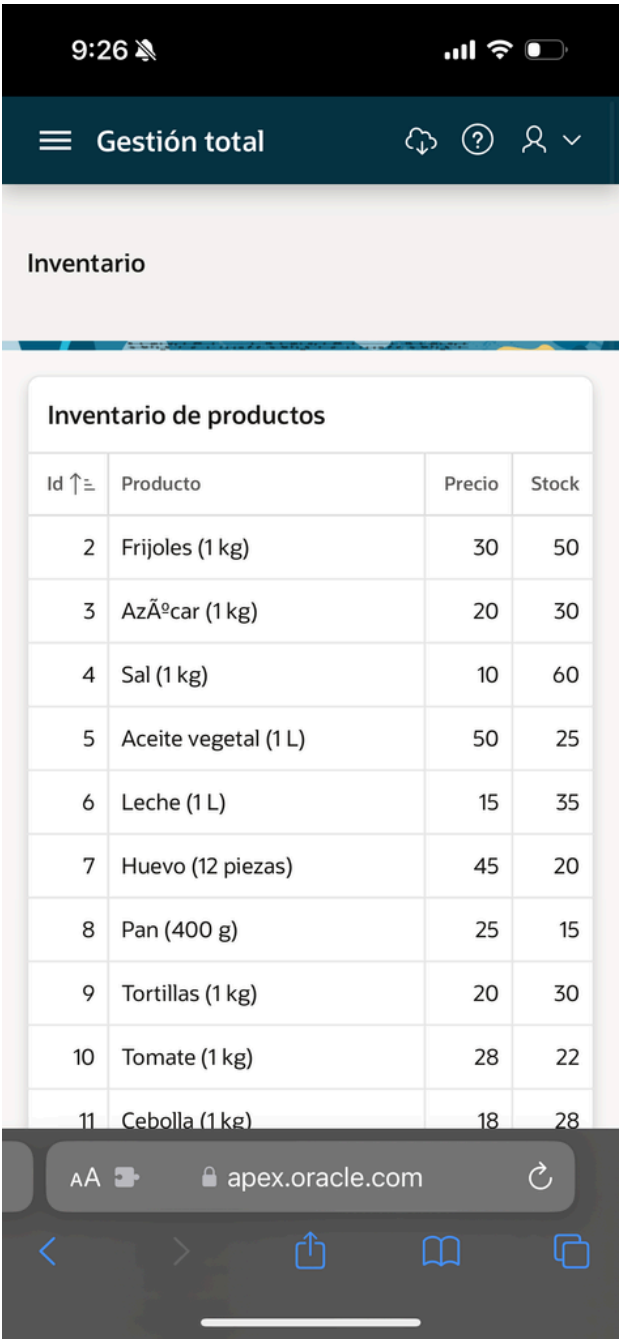 9:26
Gestión total
Inventario
Inventario de productos
Id Producto Precio Stock
2 Frijoles (1 kg) 30 50
3 AzÃºcar (1 kg) 20 30
4 Sal (1 kg) 10 60
5 Aceite vegetal (1 L) 50 25
6 Leche (1 L) 15 35
7 Huevo (12 piezas) 45 20
8 Pan (400 g) 25 15
9 Tortillas (1 kg) 20 30
10 Tomate (1 kg) 28 22
11 Cebolla (1 kg) 18 28
AA apex.oracle.com